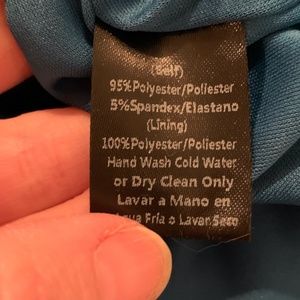 (Self)
95%Polyester/Poliester
5%Spandex/Elastano
(Lining)
100%Polyester/Poliester
Hand Wash Cold Water
or Dry Clean Only
Lavar a Mano en
Agua Fria o Lavar Seco